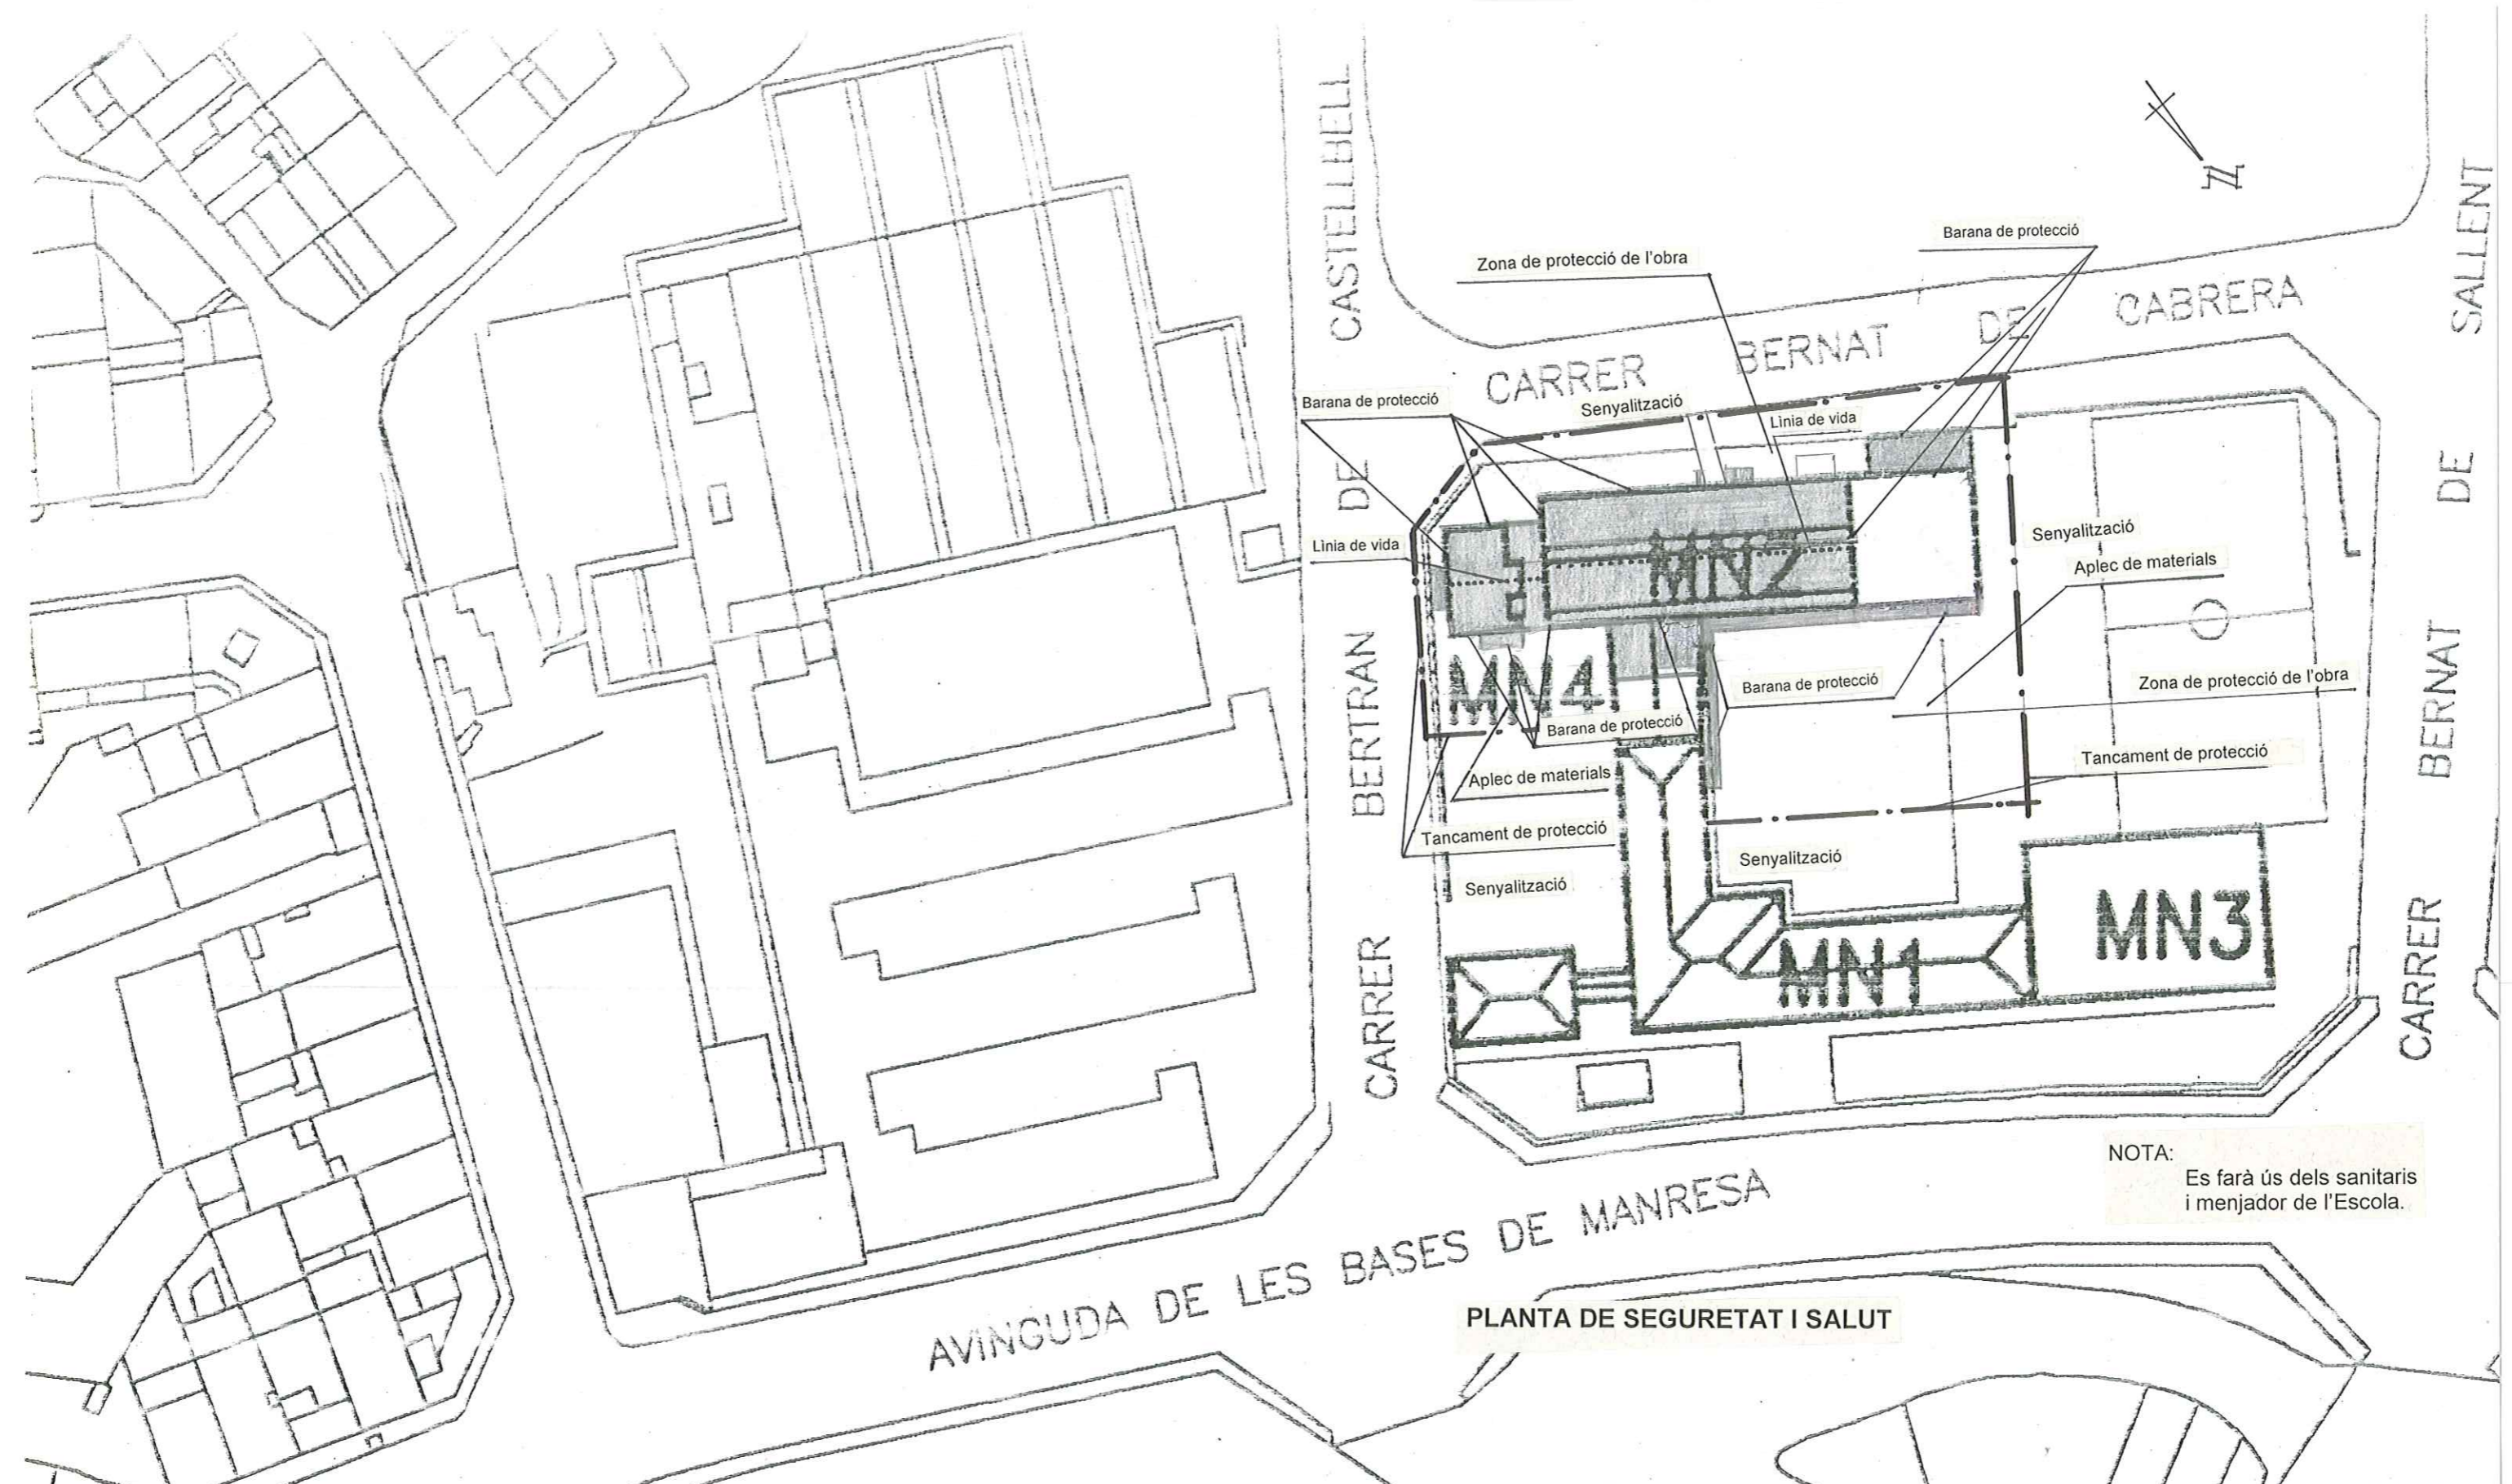 CARRER BERTRAN DE CASTELLBELL
CARRER BERNAT DE CABRERA
CARRER BERNAT DE SALLENT
N
Barana de protecció
Zona de protecció de l'obra
Barana de protecció
Senyalització
Lìnia de vida
Lìnia de vida
MN2
Senyalització
Aplec de materials
MN4
Barana de protecció
Zona de protecció de l'obra
Barana de protecció
Tancament de protecció
Aplec de materials
Tancament de protecció
Senyalització
Senyalització
MN1
MN3
NOTA:
Es farà ús dels sanitaris
i menjador de l'Escola.
AVINGUDA DE LES BASES DE MANRESA
PLANTA DE SEGURETAT I SALUT